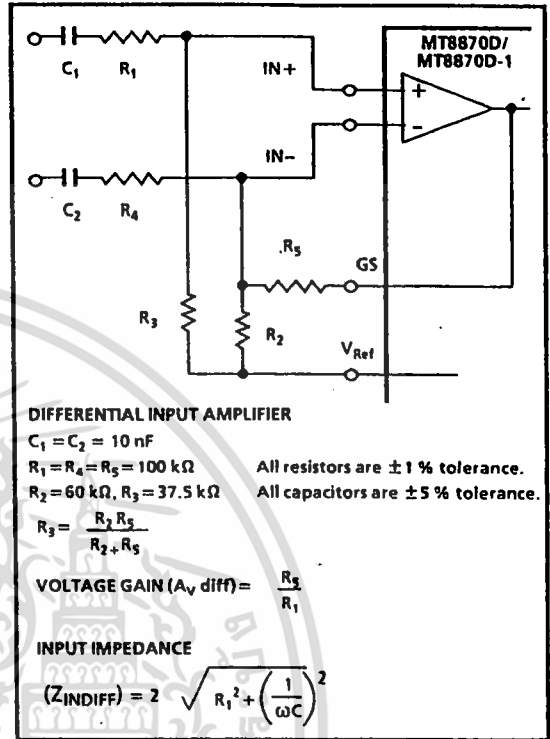 MT8870D/
MT8870D-1
C₁
R₁
IN+
+
−
IN−
C₂
R₄
R₅
GS
R₃
R₂
V_Ref
DIFFERENTIAL INPUT AMPLIFIER
C₁ = C₂ = 10 nF
R₁ = R₄ = R₅ = 100 kΩ All resistors are ±1 % tolerance.
R₂ = 60 kΩ, R₃ = 37.5 kΩ All capacitors are ±5 % tolerance.
R₃ = R₂ R₅ / R₂ + R₅
VOLTAGE GAIN (Aᵥ diff) = R₅ / R₁
INPUT IMPEDANCE
(Z_INDIFF) = 2 √ R₁² + (1 / ωC)²